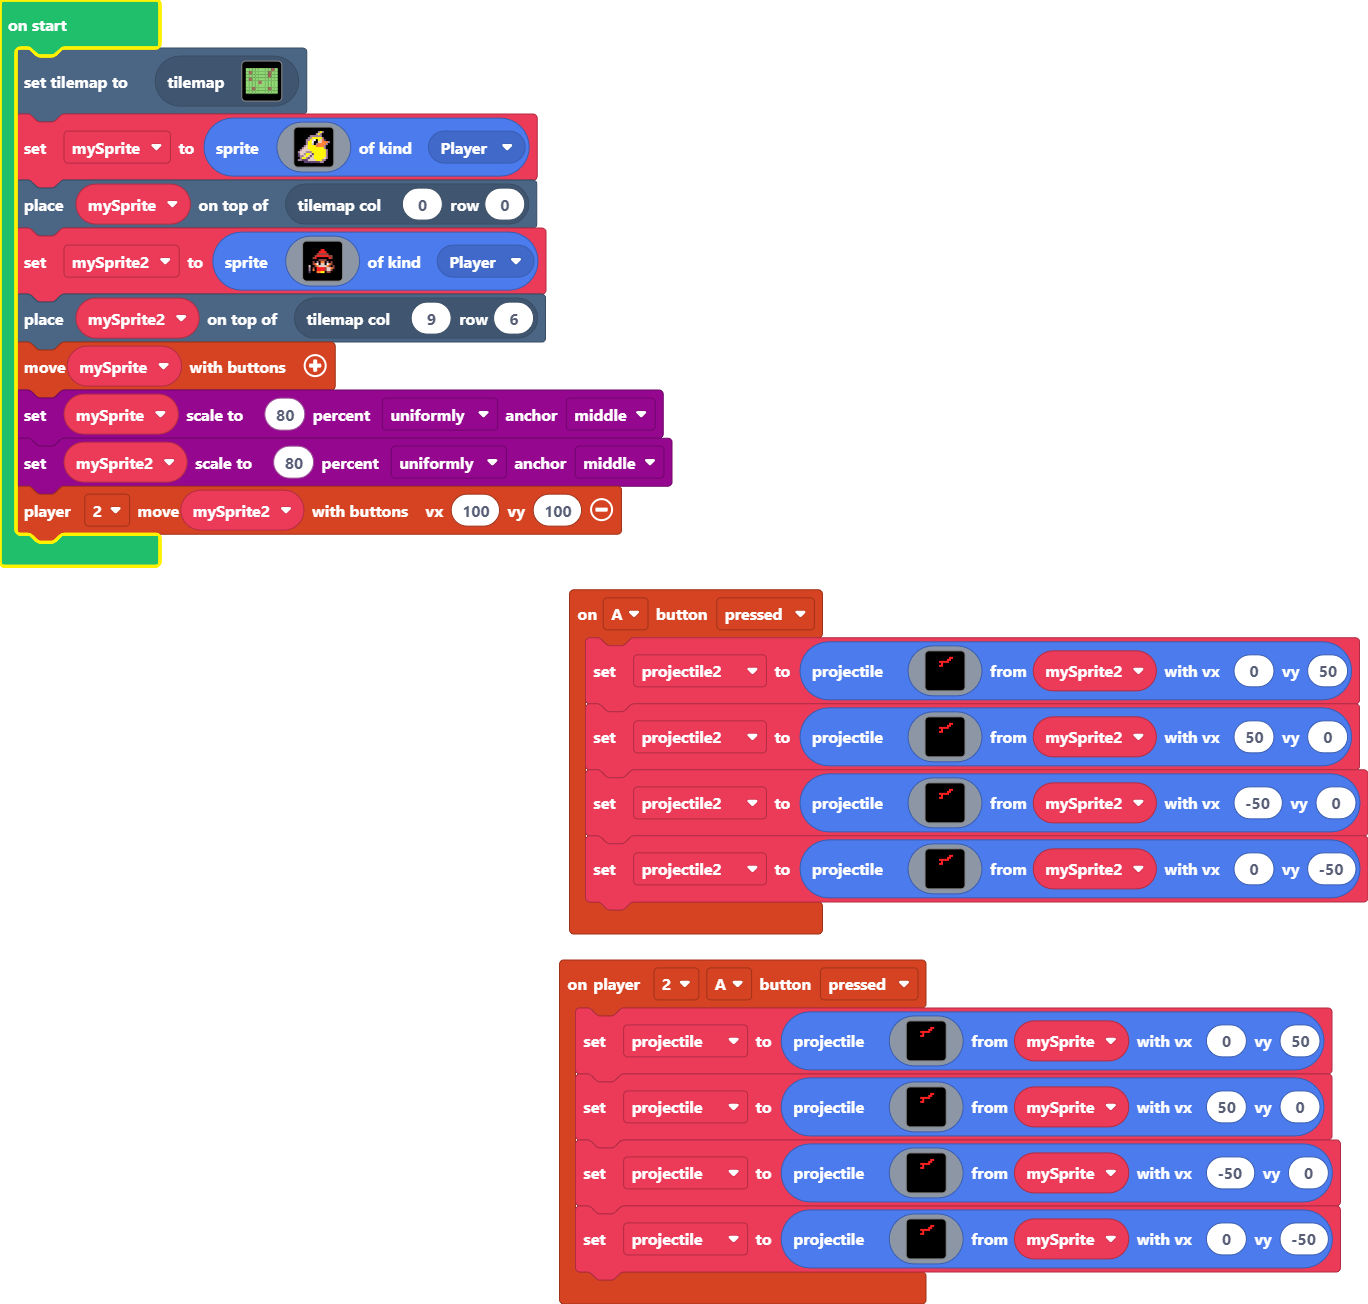 on start
set tilemap to tilemap
set mySprite to sprite of kind Player
place mySprite on top of tilemap col 0 row 0
set mySprite2 to sprite of kind Player
place mySprite2 on top of tilemap col 9 row 6
move mySprite with buttons
set mySprite scale to 80 percent uniformly anchor middle
set mySprite2 scale to 80 percent uniformly anchor middle
player 2 move mySprite2 with buttons vx 100 vy 100
on A button pressed
set projectile2 to projectile from mySprite2 with vx 0 vy 50
set projectile2 to projectile from mySprite2 with vx 50 vy 0
set projectile2 to projectile from mySprite2 with vx -50 vy 0
set projectile2 to projectile from mySprite2 with vx 0 vy -50
on player 2 A button pressed
set projectile to projectile from mySprite with vx 0 vy 50
set projectile to projectile from mySprite with vx 50 vy 0
set projectile to projectile from mySprite with vx -50 vy 0
set projectile to projectile from mySprite with vx 0 vy -50